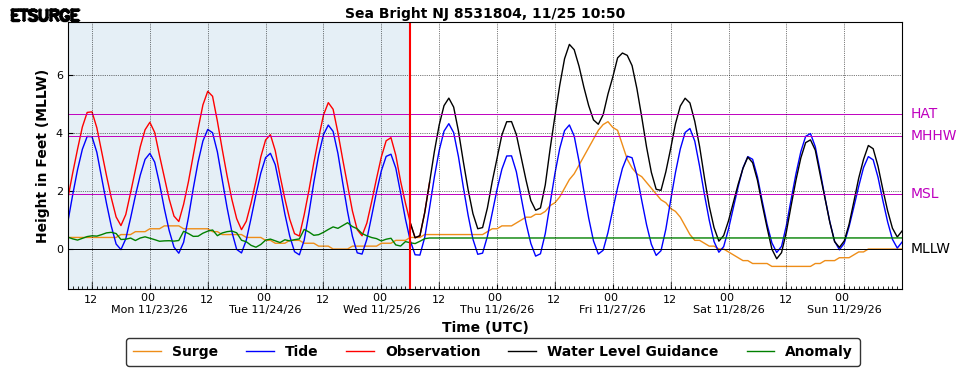 ETSURGE
Sea Bright NJ 8531804, 11/25 10:50
Height in Feet (MLLW)
6
4
2
0
HAT
MHHW
MSL
MLLW
12 00 12 00 12 00 12 00 12 00 12 00 12 00
Mon 11/23/26 Tue 11/24/26 Wed 11/25/26 Thu 11/26/26 Fri 11/27/26 Sat 11/28/26 Sun 11/29/26
Time (UTC)
Surge Tide Observation Water Level Guidance Anomaly